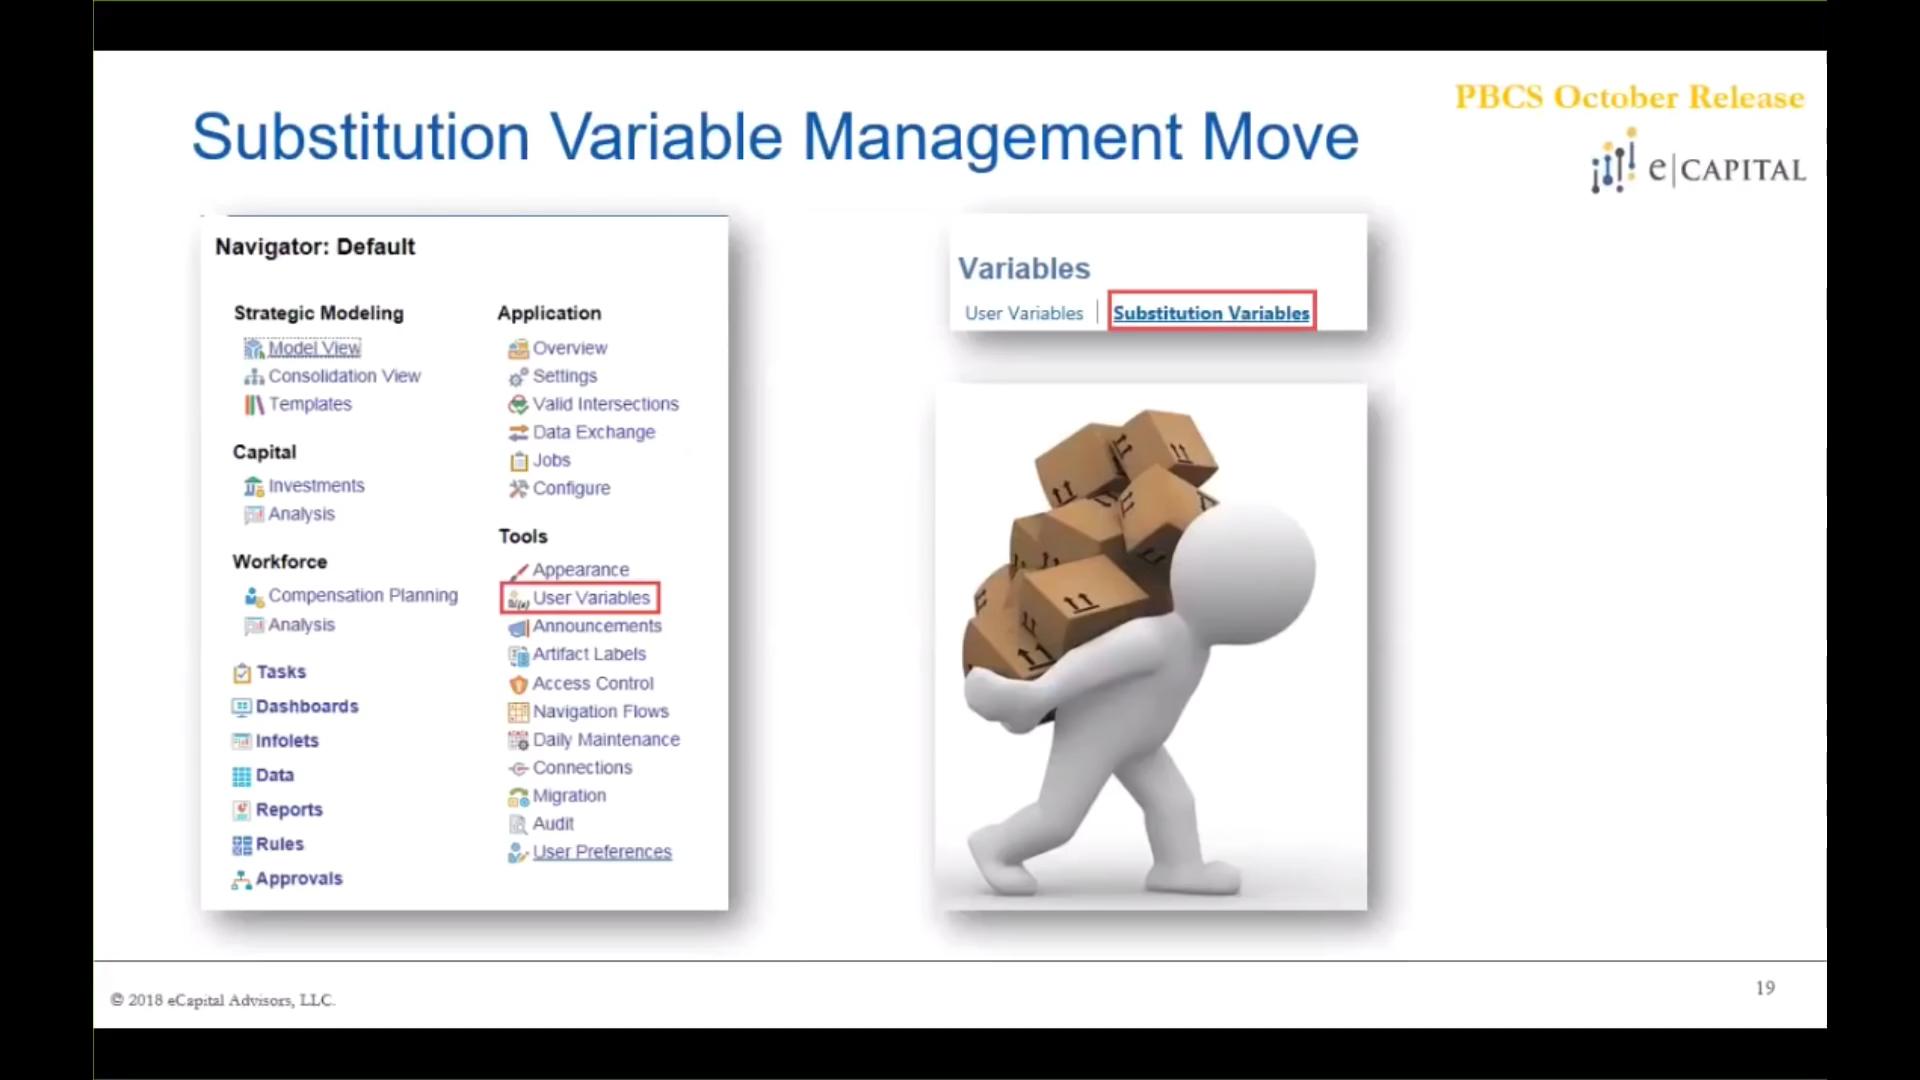 PBCS October Release
Substitution Variable Management Move
e|CAPITAL
Navigator: Default
Strategic Modeling
Model View
Consolidation View
Templates
Capital
Investments
Analysis
Workforce
Compensation Planning
Analysis
Tasks
Dashboards
Infolets
Data
Reports
Rules
Approvals
Application
Overview
Settings
Valid Intersections
Data Exchange
Jobs
Configure
Tools
Appearance
User Variables
Announcements
Artifact Labels
Access Control
Navigation Flows
Daily Maintenance
Connections
Migration
Audit
User Preferences
Variables
User Variables | Substitution Variables
© 2018 eCapital Advisors, LLC.
19